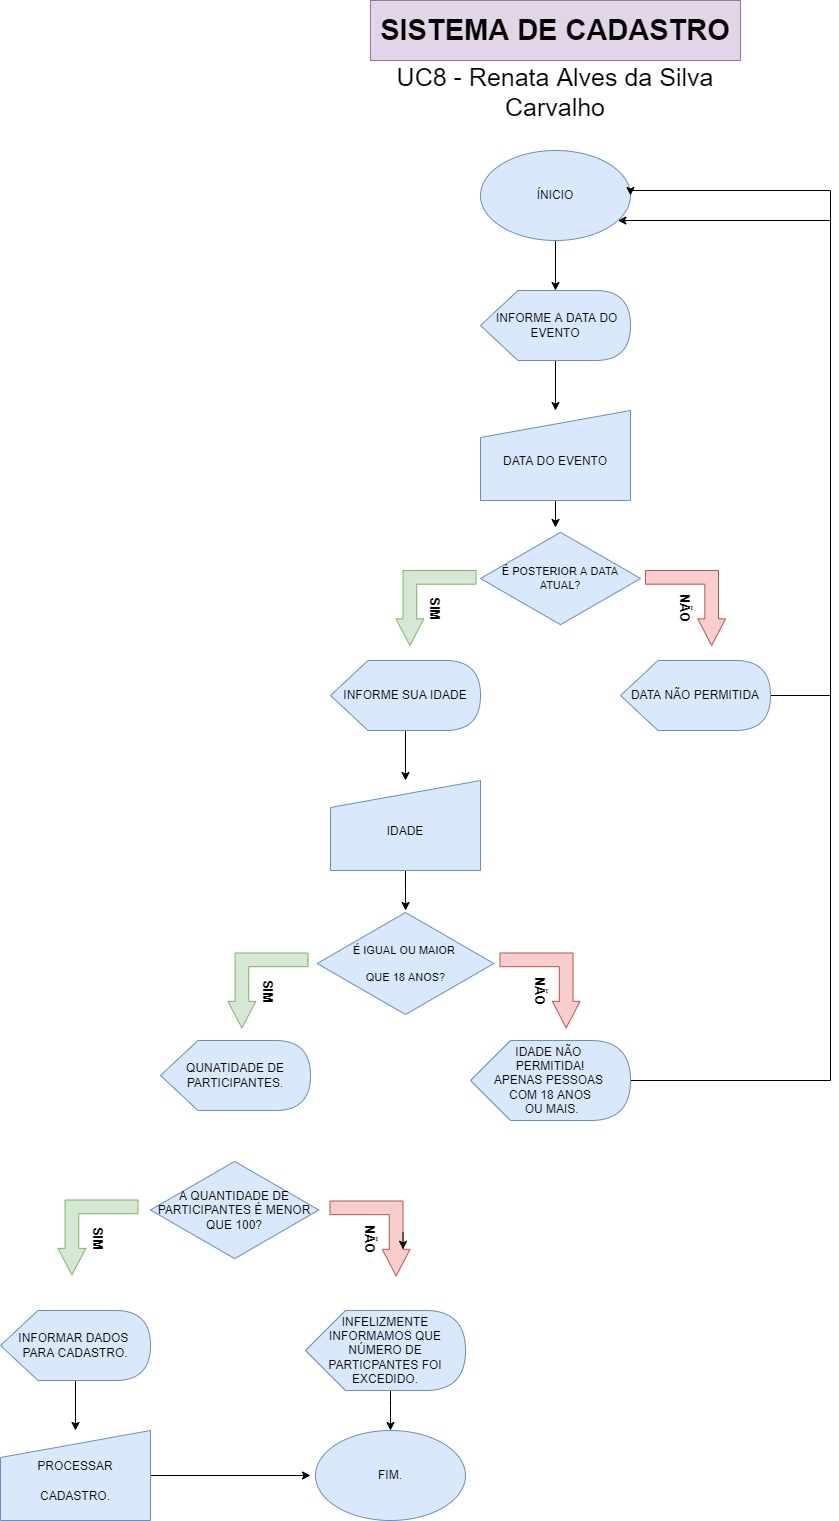 SISTEMA DE CADASTRO
UC8 - Renata Alves da Silva
Carvalho
ÍNICIO
INFORME A DATA DO
EVENTO
DATA DO EVENTO
É POSTERIOR A DATA
ATUAL?
SIM
NÃO
INFORME SUA IDADE
DATA NÃO PERMITIDA
IDADE
É IGUAL OU MAIOR
QUE 18 ANOS?
SIM
NÃO
QUNATIDADE DE
PARTICIPANTES.
IDADE NÃO
PERMITIDA!
APENAS PESSOAS
COM 18 ANOS
OU MAIS.
A QUANTIDADE DE
PARTICIPANTES É MENOR
QUE 100?
SIM
NÃO
INFORMAR DADOS
PARA CADASTRO.
INFELIZMENTE
INFORMAMOS QUE
NÚMERO DE
PARTICPANTES FOI
EXCEDIDO.
PROCESSAR
CADASTRO.
FIM.